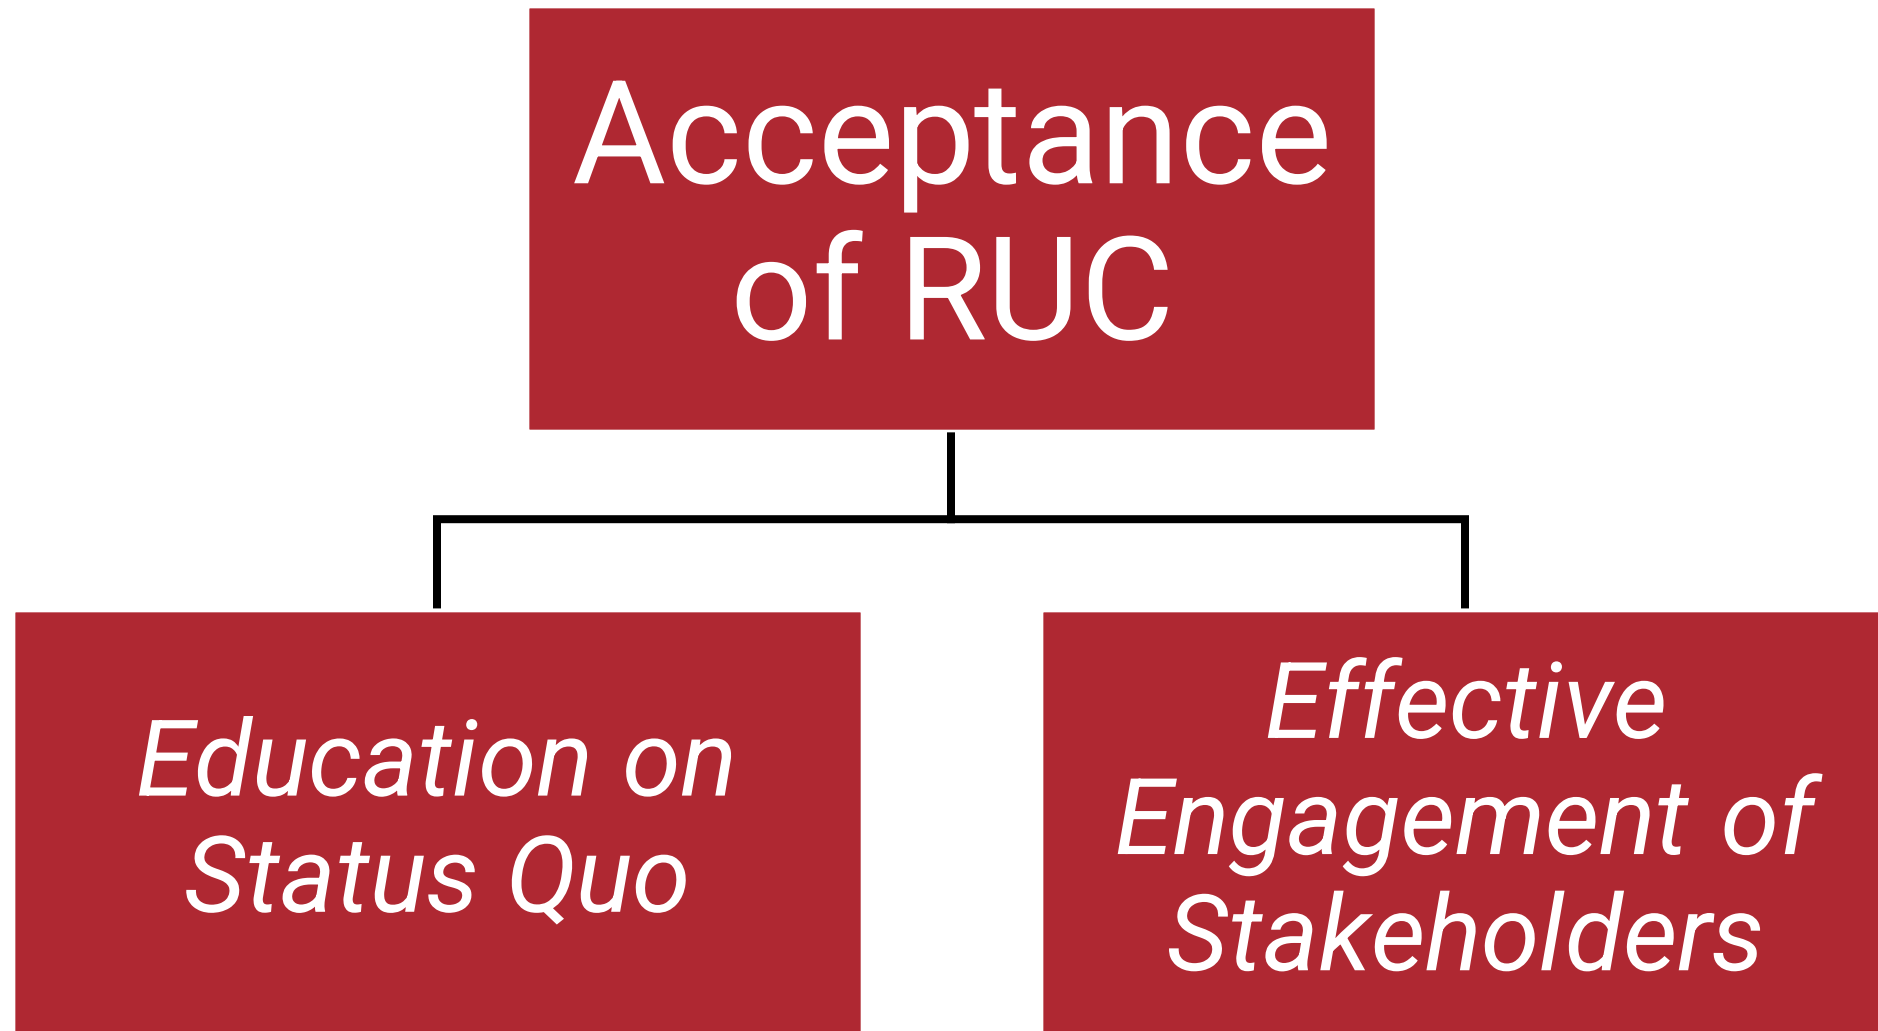 Acceptance
of RUC
Education on
Status Quo
Effective
Engagement of
Stakeholders